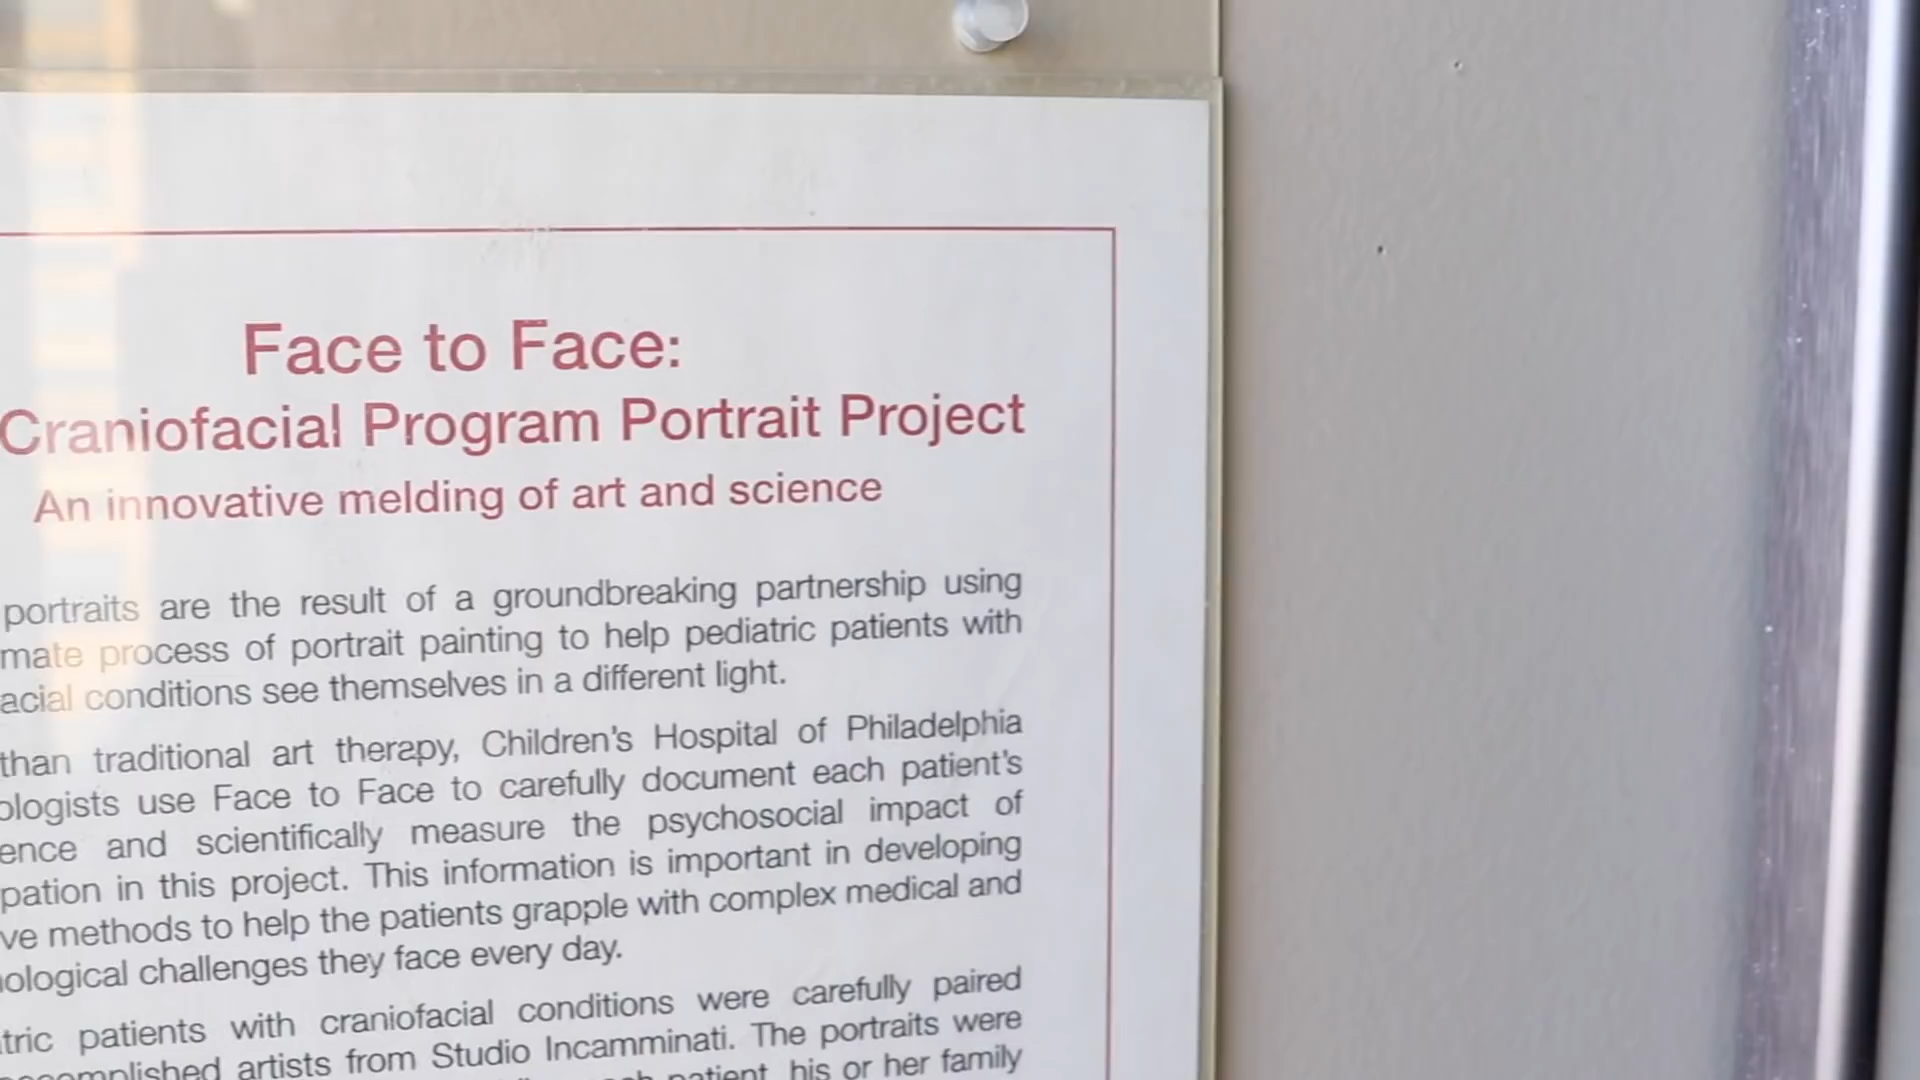 Face to Face:
Craniofacial Program Portrait Project
An innovative melding of art and science
portraits are the result of a groundbreaking partnership using
mate process of portrait painting to help pediatric patients with
acial conditions see themselves in a different light.
than traditional art therapy, Children's Hospital of Philadelphia
ologists use Face to Face to carefully document each patient's
ence and scientifically measure the psychosocial impact of
pation in this project. This information is important in developing
ve methods to help the patients grapple with complex medical and
ological challenges they face every day.
tric patients with craniofacial conditions were carefully paired
accomplished artists from Studio Incamminati. The portraits were
patient, his or her family